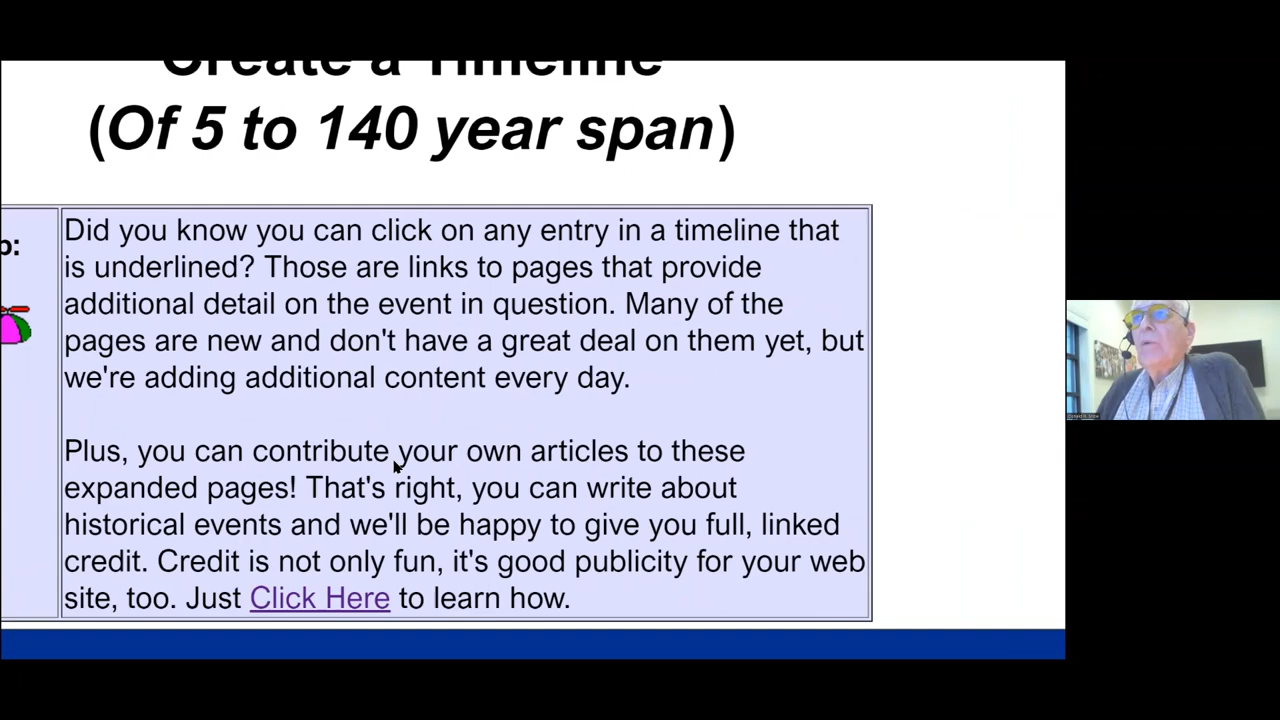 Create a Timeline
(Of 5 to 140 year span)
p:
Did you know you can click on any entry in a timeline that
is underlined? Those are links to pages that provide
additional detail on the event in question. Many of the
pages are new and don't have a great deal on them yet, but
we're adding additional content every day.
Plus, you can contribute your own articles to these
expanded pages! That's right, you can write about
historical events and we'll be happy to give you full, linked
credit. Credit is not only fun, it's good publicity for your web
site, too. Just Click Here to learn how.